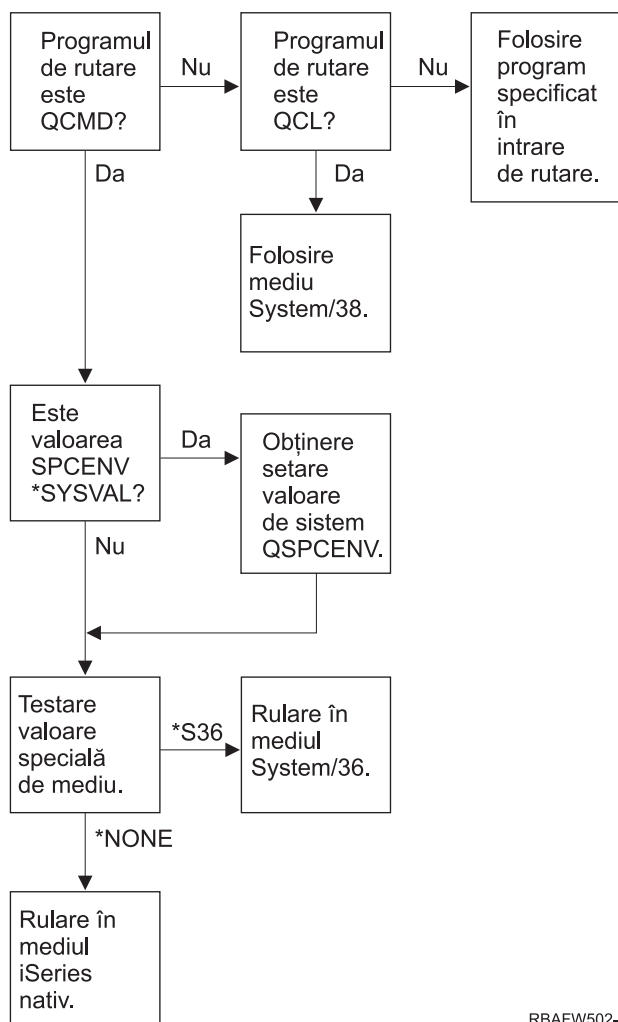 Programul
de rutare
este
QCMD?
Nu
Programul
de rutare
este
QCL?
Nu
Folosire
program
specificat
în
intrare
de rutare.
Da
Da
Folosire
mediu
System/38.
Este
valoarea
SPCENV
*SYSVAL?
Da
Obținere
setare
valoare
de sistem
QSPCENV.
Nu
Testare
valoare
specială
de mediu.
*S36
Rulare în
mediul
System/36.
*NONE
Rulare în
mediul
iSeries
nativ.